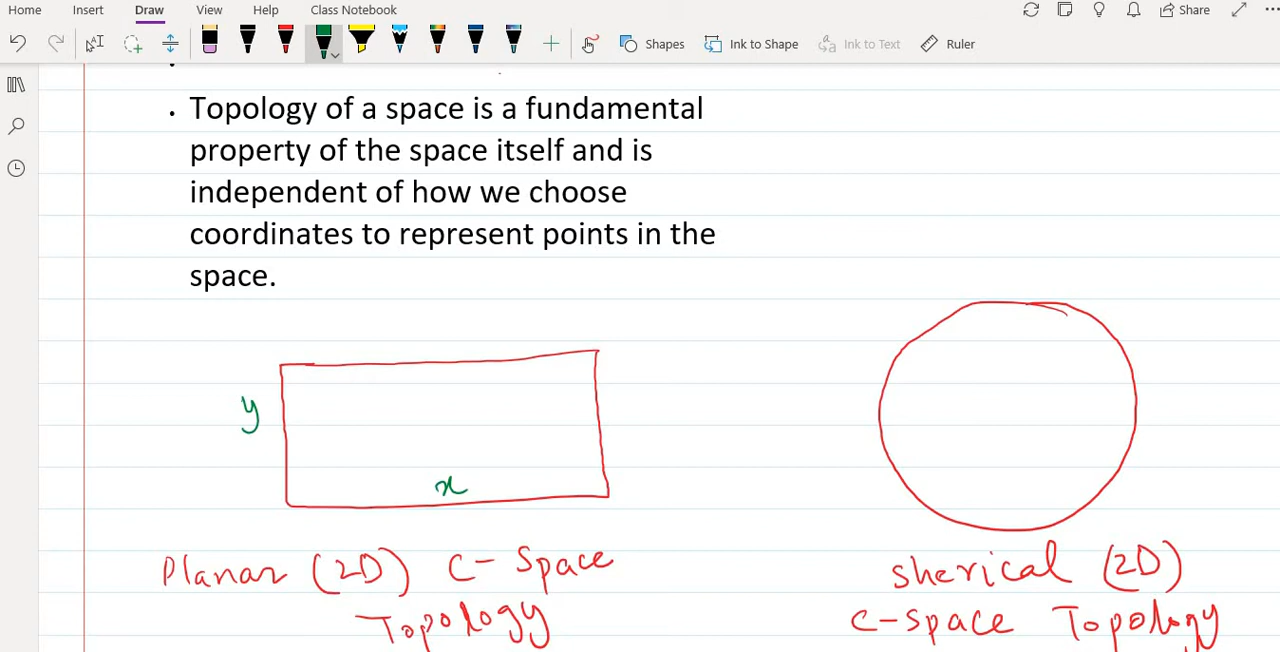 Home Insert Draw View Help Class Notebook Share
Shapes Ink to Shape Ink to Text Ruler
• Topology of a space is a fundamental
property of the space itself and is
independent of how we choose
coordinates to represent points in the
space.
y
x
Planar (2D) C-Space
Topology
Sherical (2D)
C-Space Topology